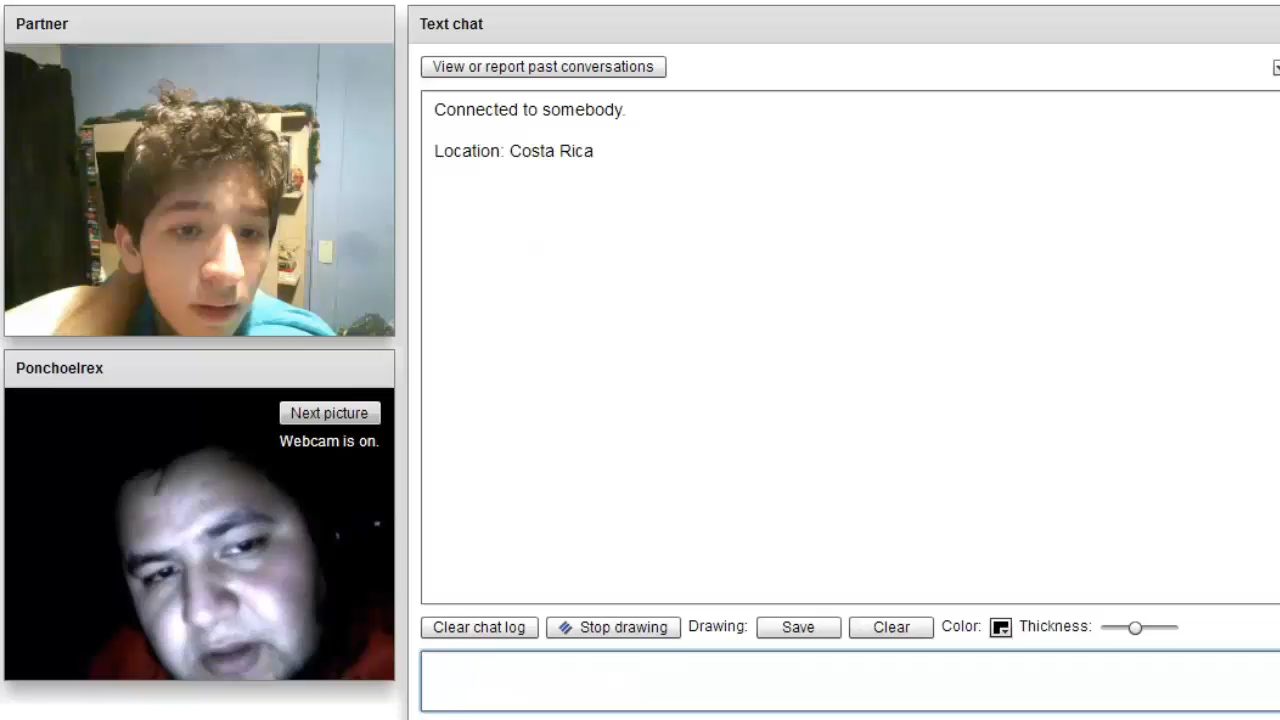 Partner
Text chat
View or report past conversations
Connected to somebody.
Location: Costa Rica
Ponchoelrex
Next picture
Webcam is on.
Clear chat log
Stop drawing
Drawing:
Save
Clear
Color:
Thickness: